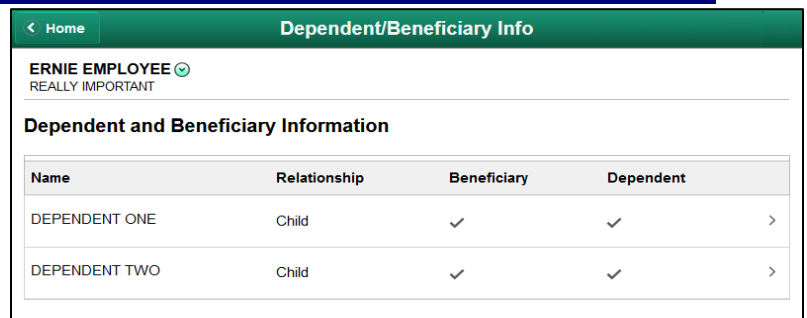 Home Dependent/Beneficiary Info
ERNIE EMPLOYEE
REALLY IMPORTANT
Dependent and Beneficiary Information
Name Relationship Beneficiary Dependent
DEPENDENT ONE Child ✓ ✓
DEPENDENT TWO Child ✓ ✓